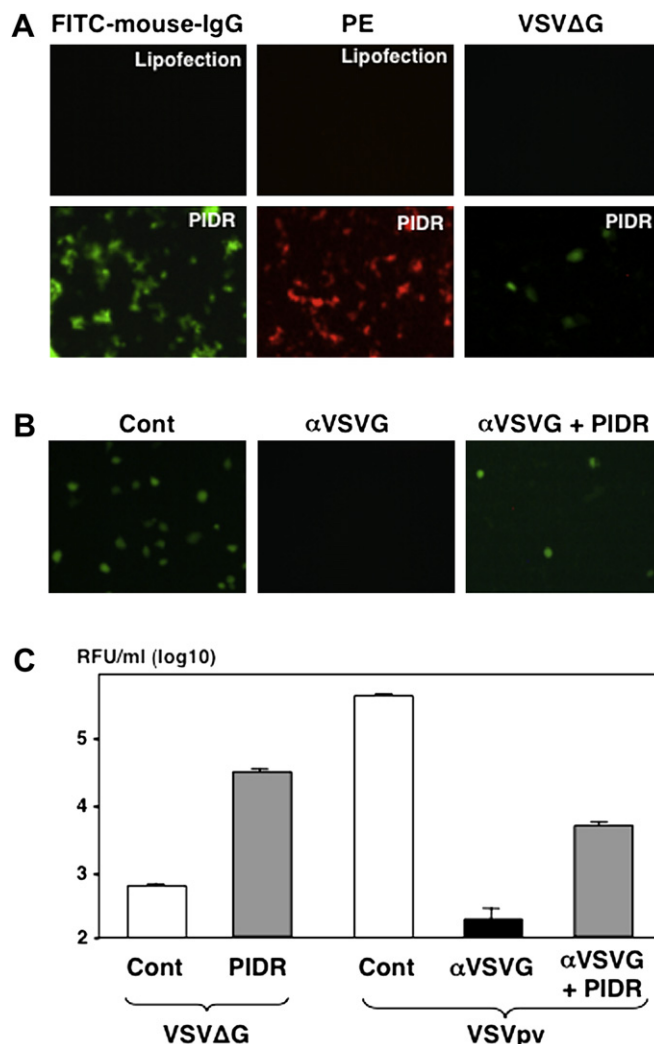 A
FITC-mouse-IgG PE VSVΔG
Lipofection Lipofection
PIDR PIDR PIDR
B
Cont αVSVG αVSVG + PIDR
C
RFU/ml (log10)
5
4
3
2
Cont PIDR Cont αVSVG αVSVG
+ PIDR
VSVΔG VSVpv